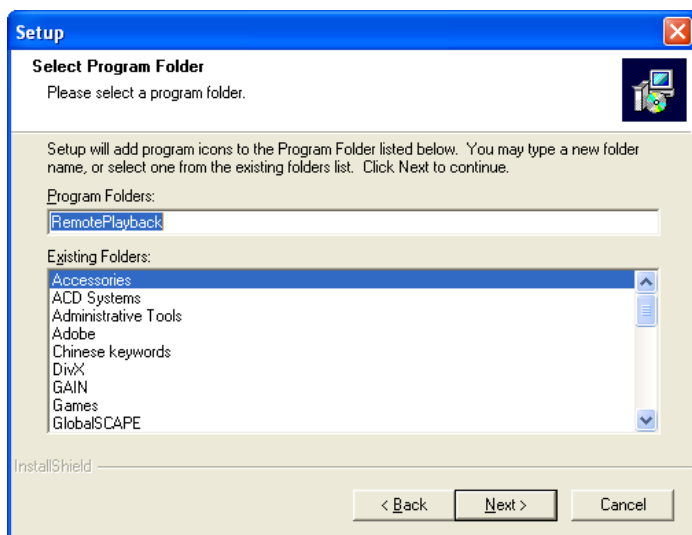 Setup
Select Program Folder
Please select a program folder.
Setup will add program icons to the Program Folder listed below. You may type a new folder
name, or select one from the existing folders list. Click Next to continue.
Program Folders:
RemotePlayback
Existing Folders:
Accessories
ACD Systems
Administrative Tools
Adobe
Chinese keywords
DivX
GAIN
Games
GlobalSCAPE
InstallShield
< Back Next > Cancel